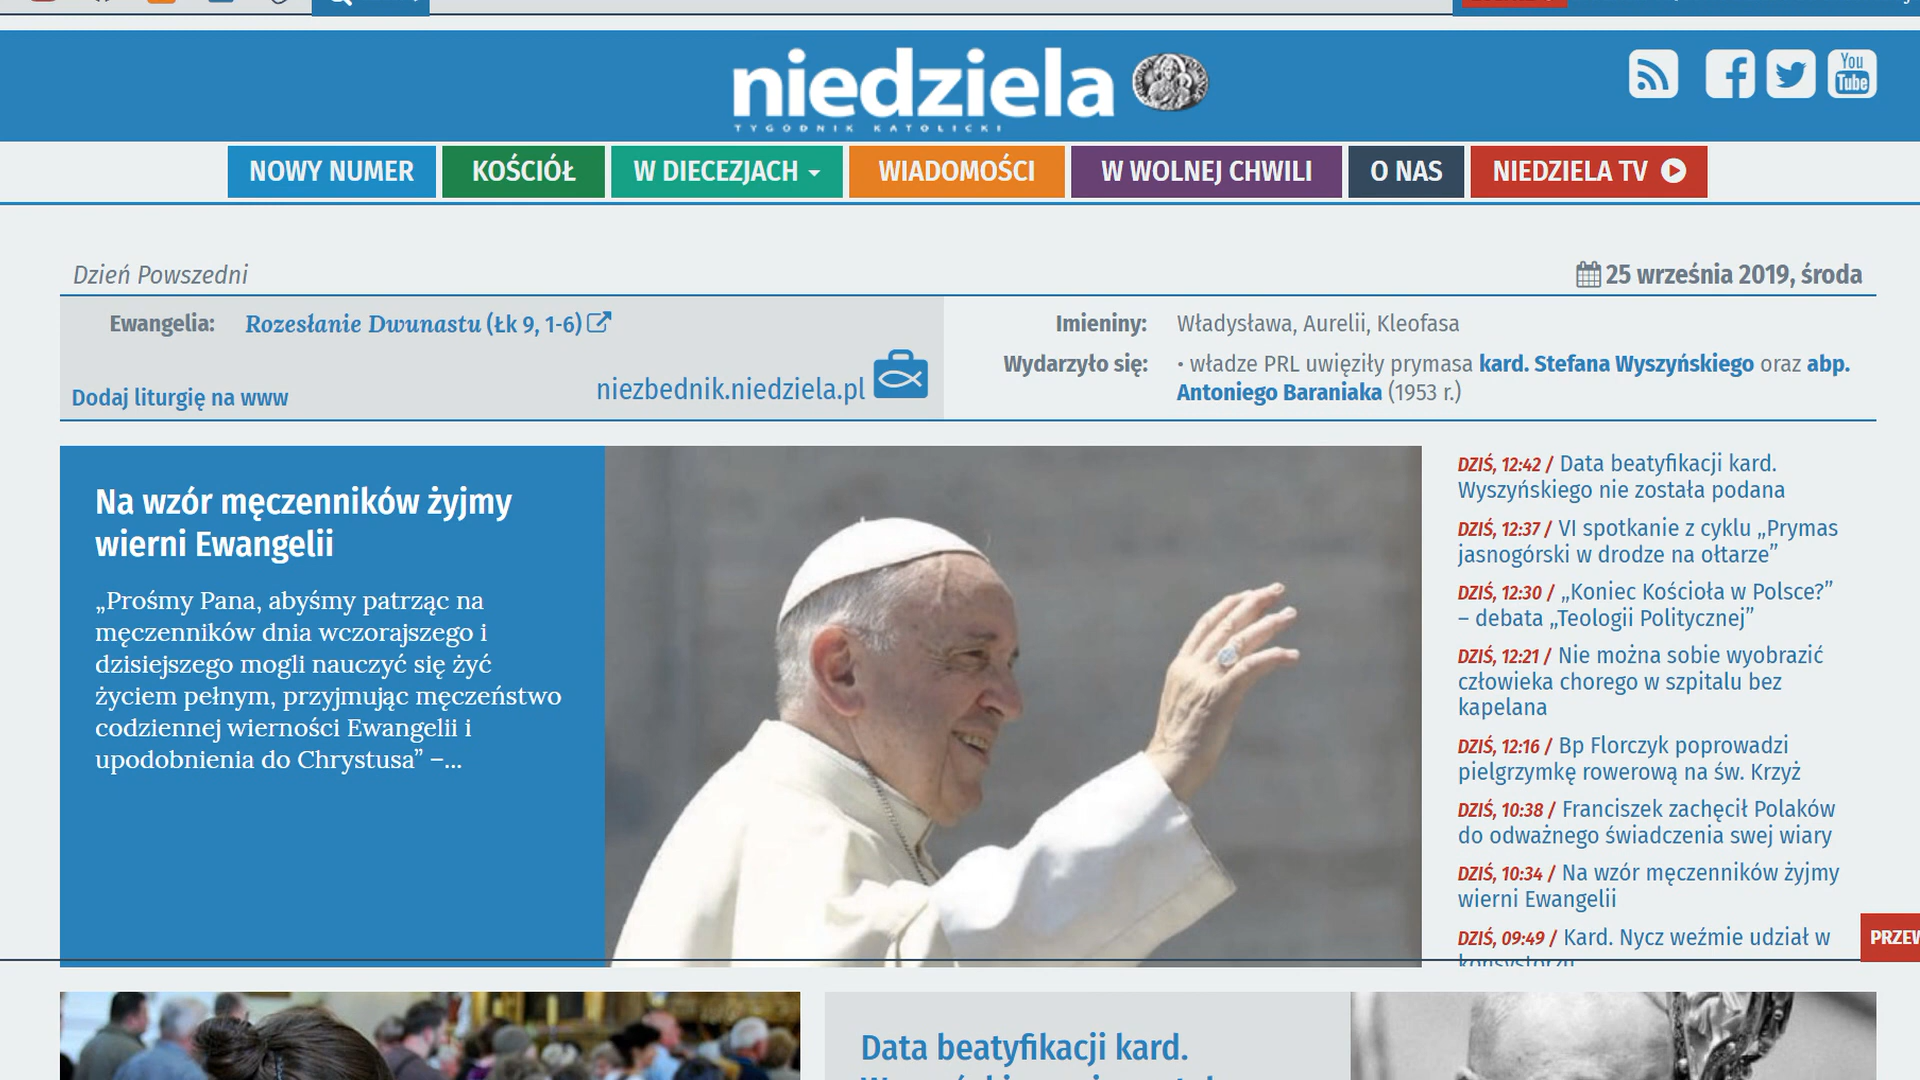 niedziela
TYGODNIK KATOLICKI
You
Tube
NOWY NUMER
KOŚCIÓŁ
W DIECEZJACH
WIADOMOŚCI
W WOLNEJ CHWILI
O NAS
NIEDZIELA TV
Dzień Powszedni
25 września 2019, środa
Ewangelia: Rozesłanie Dwunastu (Łk 9, 1-6)
niezbednik.niedziela.pl
Dodaj liturgię na www
Imieniny: Władysława, Aurelii, Kleofasa
Wydarzyło się: • władze PRL uwięziły prymasa kard. Stefana Wyszyńskiego oraz abp.
Antoniego Baraniaka (1953 r.)
Na wzór męczenników żyjmy
wierni Ewangelii
„Prośmy Pana, abyśmy patrząc na
męczenników dnia wczorajszego i
dzisiejszego mogli nauczyć się żyć
życiem pełnym, przyjmując męczeństwo
codziennej wierności Ewangelii i
upodobnienia do Chrystusa” –...
DZIŚ, 12:42 / Data beatyfikacji kard.
Wyszyńskiego nie została podana
DZIŚ, 12:37 / VI spotkanie z cyklu „Prymas
jasnogórski w drodze na ołtarze”
DZIŚ, 12:30 / „Koniec Kościoła w Polsce?”
– debata „Teologii Politycznej”
DZIŚ, 12:21 / Nie można sobie wyobrazić
człowieka chorego w szpitalu bez
kapelana
DZIŚ, 12:16 / Bp Florczyk poprowadzi
pielgrzymkę rowerową na św. Krzyż
DZIŚ, 10:38 / Franciszek zachęcił Polaków
do odważnego świadczenia swej wiary
DZIŚ, 10:34 / Na wzór męczenników żyjmy
wierni Ewangelii
DZIŚ, 09:49 / Kard. Nycz weźmie udział w
konsystorzu
PRZEW
Data beatyfikacji kard.